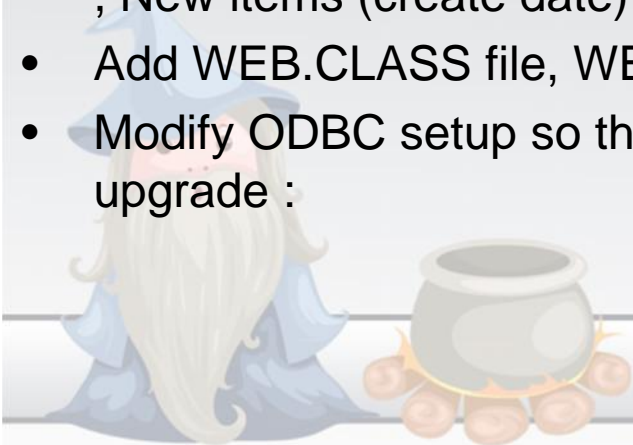 , New items (create date)
• Add WEB.CLASS file, WE
• Modify ODBC setup so th
upgrade :